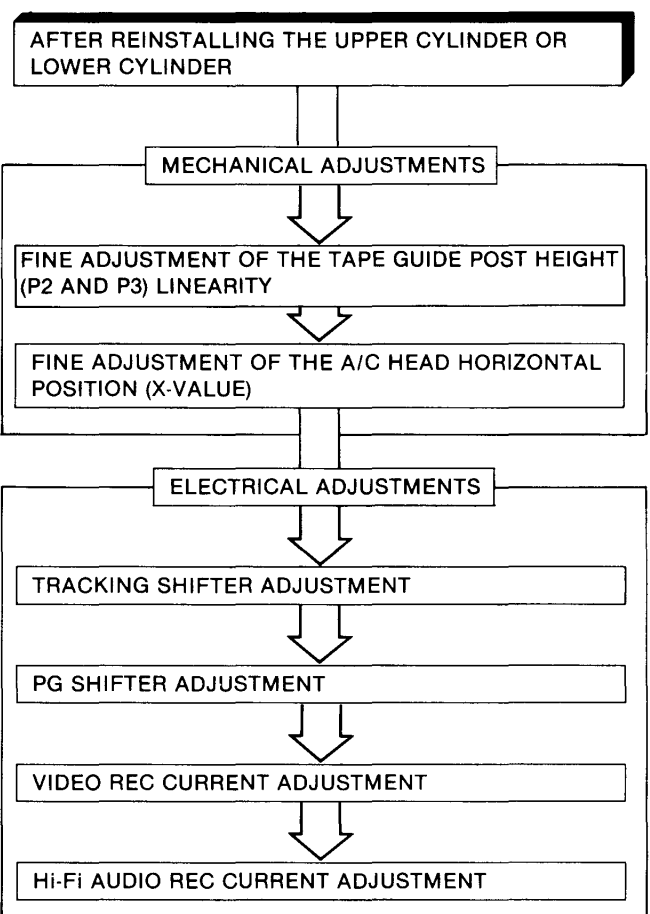 AFTER REINSTALLING THE UPPER CYLINDER OR
LOWER CYLINDER
MECHANICAL ADJUSTMENTS
FINE ADJUSTMENT OF THE TAPE GUIDE POST HEIGHT
(P2 AND P3) LINEARITY
FINE ADJUSTMENT OF THE A/C HEAD HORIZONTAL
POSITION (X-VALUE)
ELECTRICAL ADJUSTMENTS
TRACKING SHIFTER ADJUSTMENT
PG SHIFTER ADJUSTMENT
VIDEO REC CURRENT ADJUSTMENT
Hi-Fi AUDIO REC CURRENT ADJUSTMENT